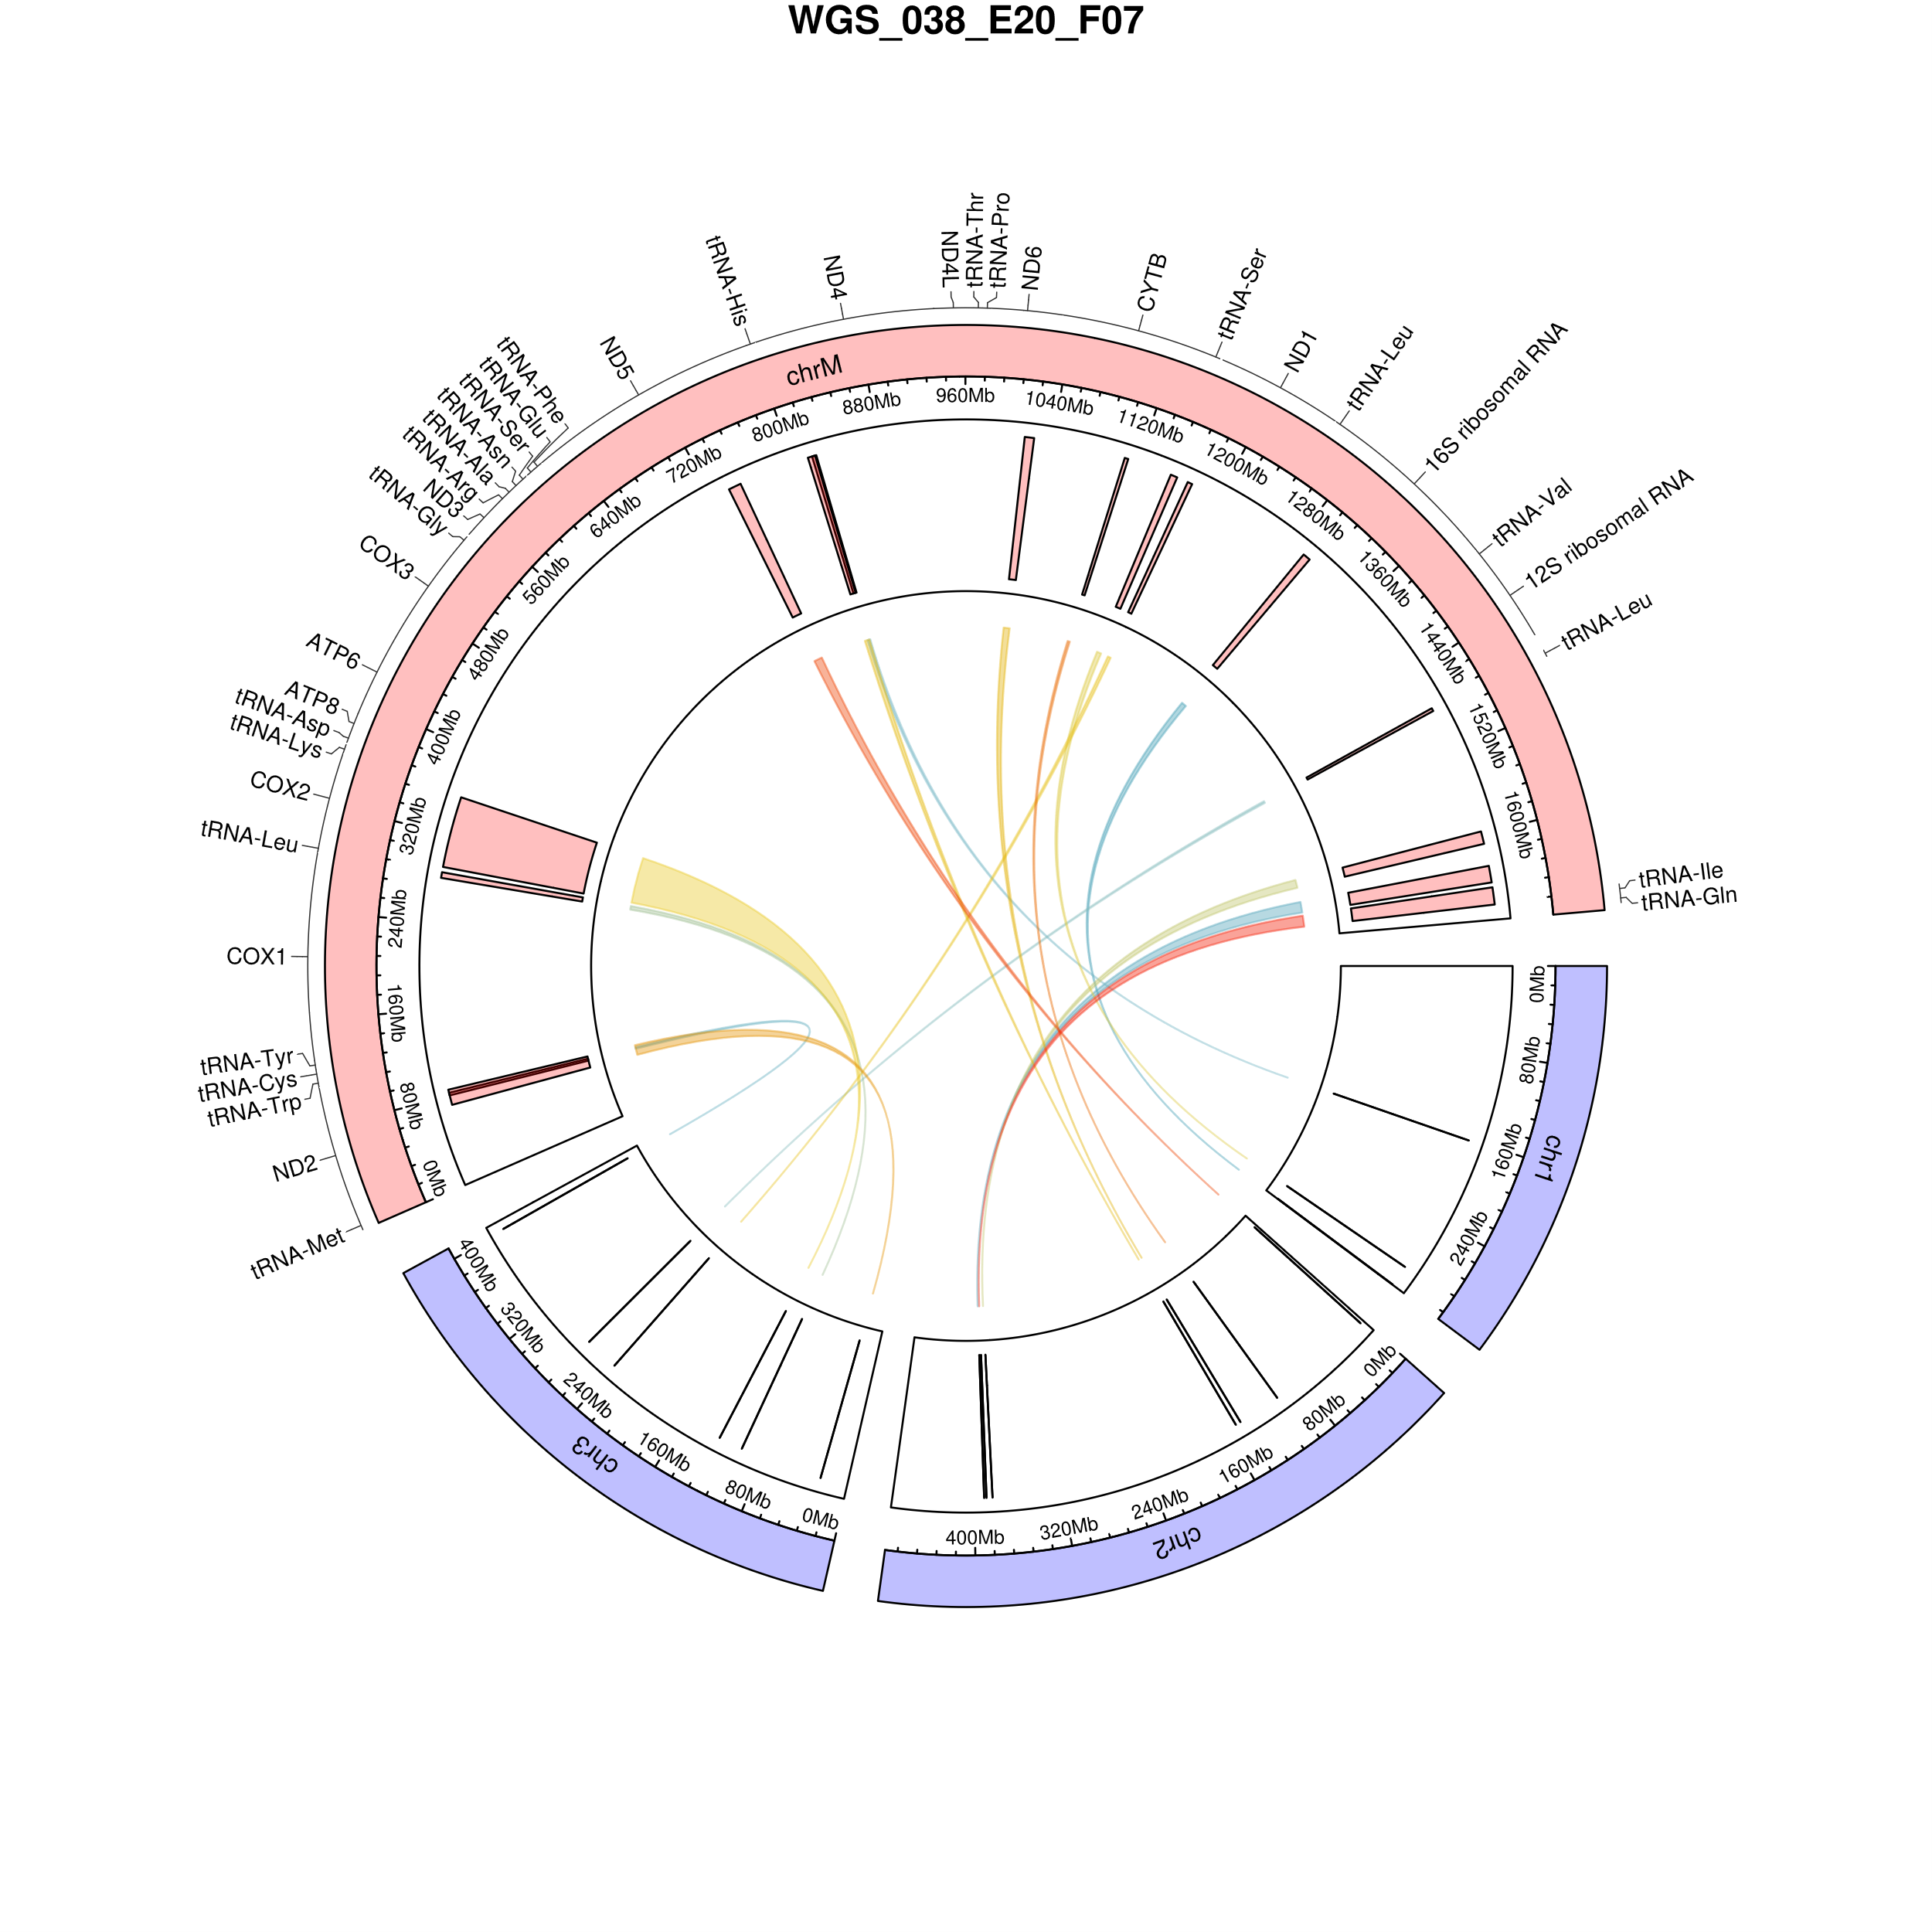 WGS_038_E20_F07
tRNA-Met
ND2
tRNA-Trp
tRNA-Cys
tRNA-Tyr
COX1
tRNA-Leu
COX2
tRNA-Lys
tRNA-Asp
ATP8
ATP6
COX3
tRNA-Gly
ND3
tRNA-Arg
tRNA-Ala
tRNA-Asn
tRNA-Ser
tRNA-Glu
tRNA-Phe
ND5
tRNA-His
ND4
ND4L
tRNA-Thr
tRNA-Pro
ND6
CYTB
tRNA-Ser
ND1
tRNA-Leu
16S ribosomal RNA
tRNA-Val
12S ribosomal RNA
tRNA-Leu
tRNA-Ile
tRNA-Gln
chrM
0Mb
80Mb
160Mb
240Mb
320Mb
400Mb
480Mb
560Mb
640Mb
720Mb
800Mb
880Mb
960Mb
1040Mb
1120Mb
1200Mb
1280Mb
1360Mb
1440Mb
1520Mb
1600Mb
chr1
0Mb
80Mb
160Mb
240Mb
chr2
0Mb
80Mb
160Mb
240Mb
320Mb
400Mb
chr3
0Mb
80Mb
160Mb
240Mb
320Mb
400Mb